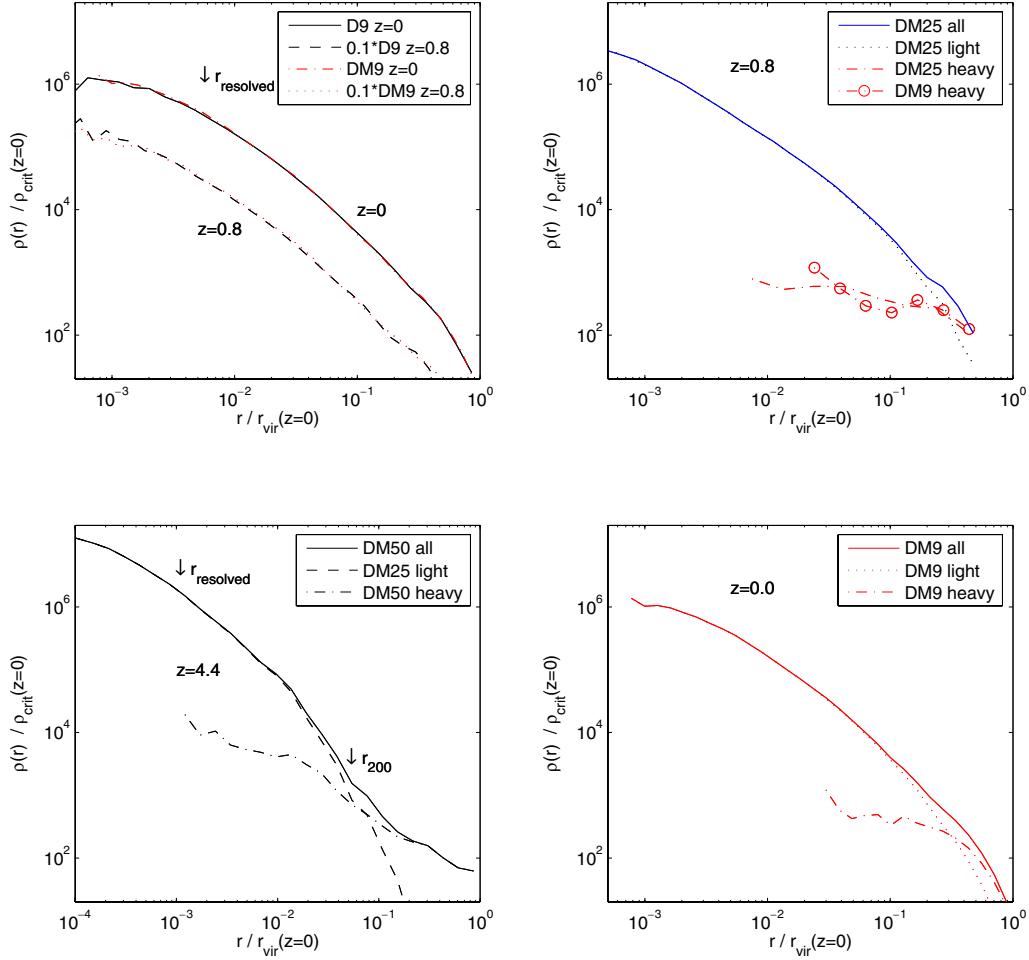 D9 z=0
0.1*D9 z=0.8
DM9 z=0
0.1*DM9 z=0.8
↓ r_resolved
z=0
z=0.8
10^6
10^4
10^2
10^-3
10^-2
10^-1
10^0
ρ(r) / ρ_crit(z=0)
r / r_vir(z=0)
DM25 all
DM25 light
DM25 heavy
DM9 heavy
z=0.8
10^6
10^4
10^2
10^-3
10^-2
10^-1
10^0
ρ(r) / ρ_crit(z=0)
r / r_vir(z=0)
DM50 all
DM25 light
DM50 heavy
↓ r_resolved
z=4.4
↓ r_200
10^6
10^4
10^2
10^-4
10^-3
10^-2
10^-1
10^0
ρ(r) / ρ_crit(z=0)
r / r_vir(z=0)
DM9 all
DM9 light
DM9 heavy
z=0.0
10^6
10^4
10^2
10^-3
10^-2
10^-1
10^0
ρ(r) / ρ_crit(z=0)
r / r_vir(z=0)